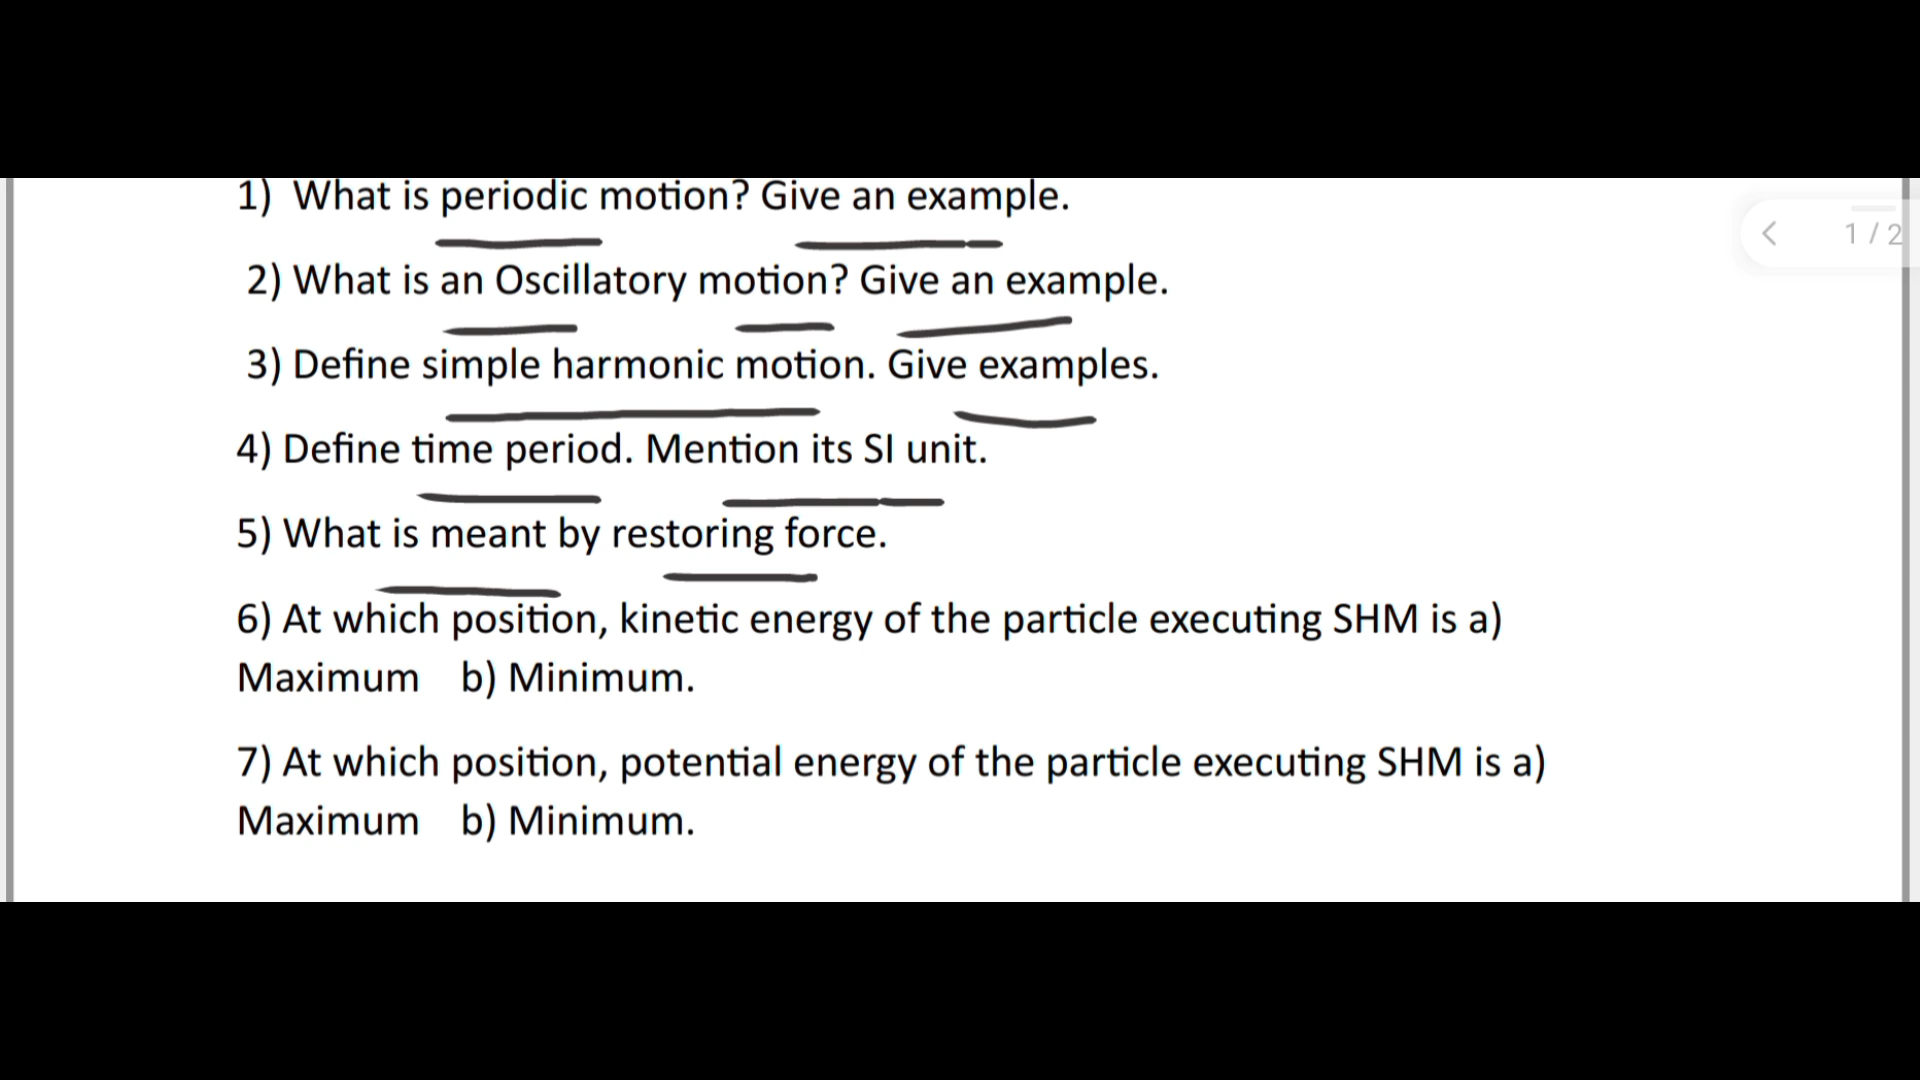 1) What is periodic motion? Give an example.
1 / 2
2) What is an Oscillatory motion? Give an example.
3) Define simple harmonic motion. Give examples.
4) Define time period. Mention its SI unit.
5) What is meant by restoring force.
6) At which position, kinetic energy of the particle executing SHM is a)
Maximum b) Minimum.
7) At which position, potential energy of the particle executing SHM is a)
Maximum b) Minimum.